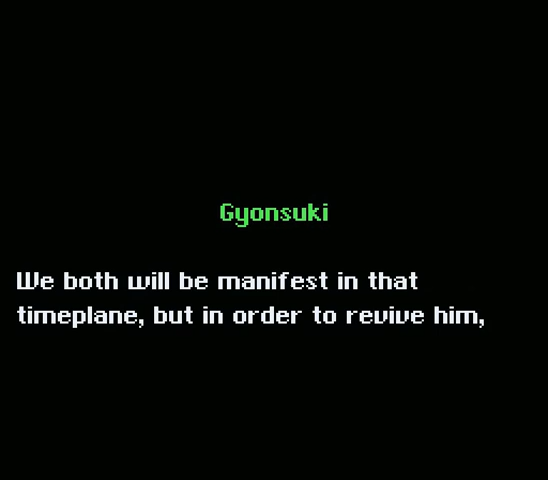 Gyonsuki
We both will be manifest in that
timeplane, but in order to revive him,